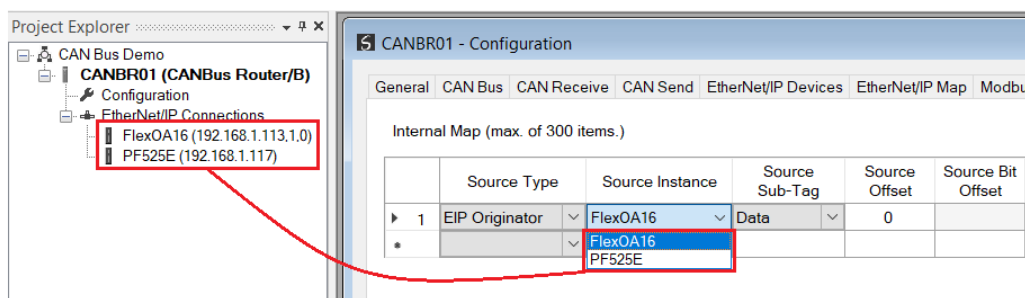 Project Explorer
CAN Bus Demo
CANBR01 (CANBus Router/B)
Configuration
EtherNet/IP Connections
FlexOA16 (192.168.1.113,1,0)
PF525E (192.168.1.117)
CANBR01 - Configuration
General CAN Bus CAN Receive CAN Send EtherNet/IP Devices EtherNet/IP Map Modbu
Internal Map (max. of 300 items.)
Source Type Source Instance Source Sub-Tag Source Offset Source Bit Offset
1 EIP Originator FlexOA16 Data 0
FlexOA16
PF525E